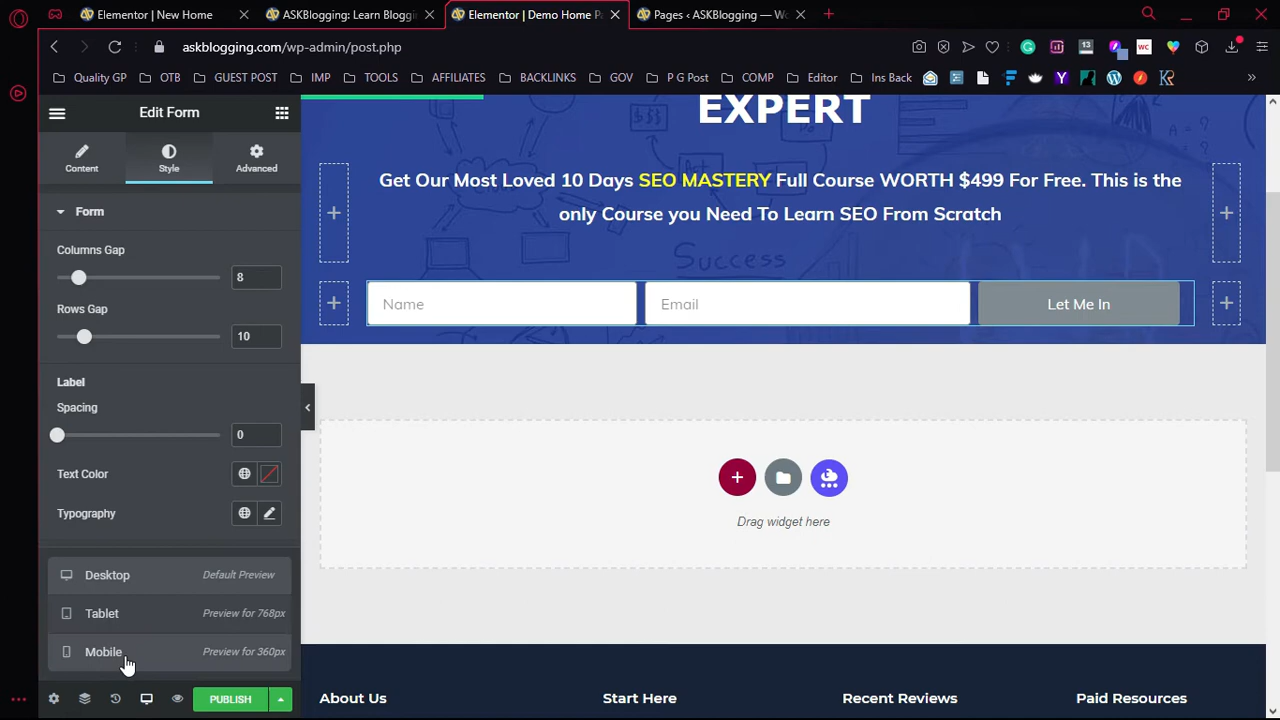 Elementor | New Home
ASKBlogging: Learn Bloggi
Elementor | Demo Home P
Pages ‹ ASKBlogging — W
askblogging.com/wp-admin/post.php
13
WC
Quality GP
OTB
GUEST POST
IMP
TOOLS
AFFILIATES
BACKLINKS
GOV
P G Post
COMP
Editor
Ins Back
Edit Form
Content
Style
Advanced
Form
Columns Gap
8
Rows Gap
10
Label
Spacing
0
Text Color
Typography
Desktop
Default Preview
Tablet
Preview for 768px
Mobile
Preview for 360px
PUBLISH
EXPERT
Get Our Most Loved 10 Days SEO MASTERY Full Course WORTH $499 For Free. This is the
only Course you Need To Learn SEO From Scratch
Success
Name
Email
Let Me In
Drag widget here
About Us
Start Here
Recent Reviews
Paid Resources